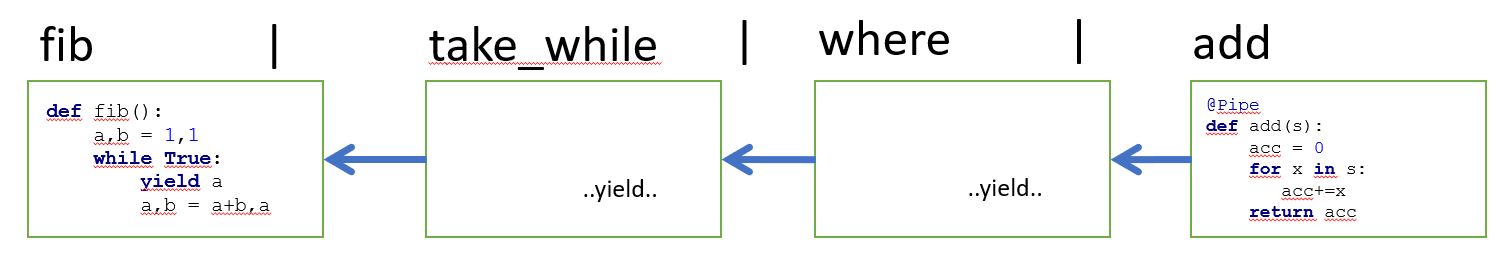 fib | take_while | where | add
def fib():
    a,b = 1,1
    while True:
        yield a
        a,b = a+b,a
..yield..
..yield..
@Pipe
def add(s):
    acc = 0
    for x in s:
        acc+=x
    return acc